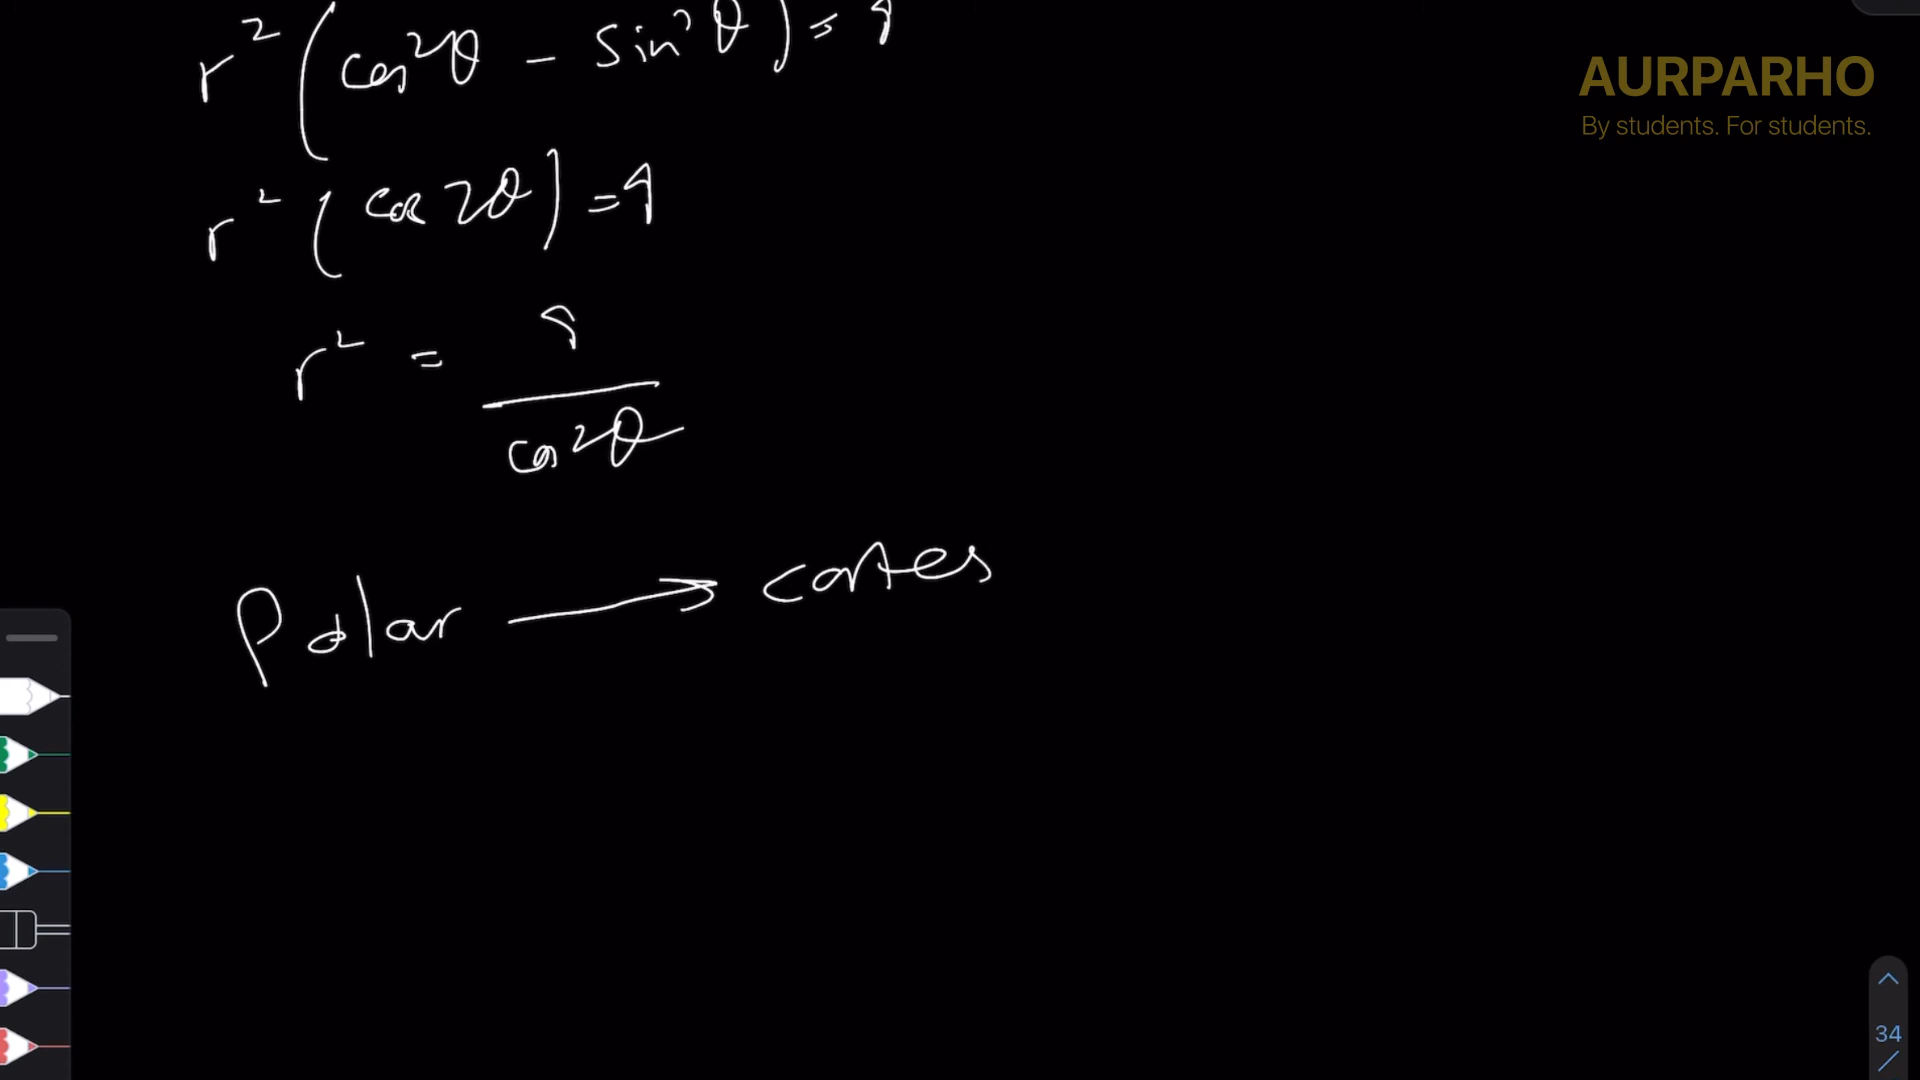 r²(cos²θ - sin²θ) = 9
AURPARHO
By students. For students.
r²(cos 2θ) = 9
r² = 9 / cos 2θ
Polar → cartes
34